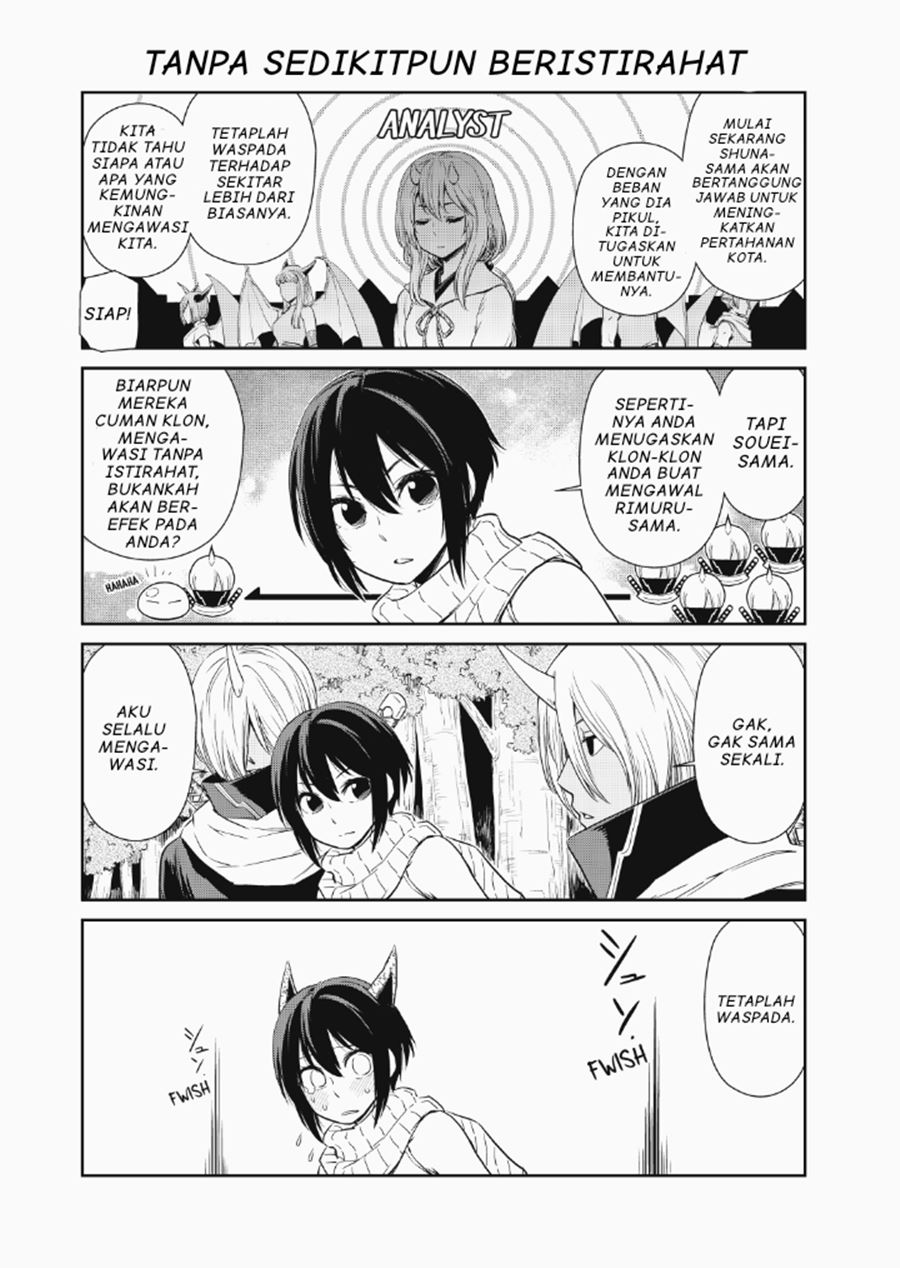 TANPA SEDIKITPUN BERISTIRAHAT
MULAI
SEKARANG
SHUNA-
SAMA AKAN
BERTANGGUNG
JAWAB UNTUK
MENING-
KATKAN
PERTAHANAN
KOTA.
DENGAN
BEBAN
YANG DIA
PIKUL,
KITA DI-
TUGASKAN
UNTUK
MEMBANTU-
NYA.
ANALYST
TETAPLAH
WASPADA
TERHADAP
SEKITAR
LEBIH DARI
BIASANYA.
KITA
TIDAK TAHU
SIAPA ATAU
APA YANG
KEMUNG-
KINAN
MENGAWASI
KITA.
SIAP!
TAPI
SOUEI-
SAMA.
SEPERTI-
NYA ANDA
MENUGASKAN
KLON-KLON
ANDA BUAT
MENGAWAL
RIMURU-
SAMA.
BIARPUN
MEREKA
CUMAN KLON,
MENGA-
WASI TANPA
ISTIRAHAT,
BUKANKAH
AKAN BER-
EFEK PADA
ANDA?
HAHAHA
GAK,
GAK SAMA
SEKALI.
AKU
SELALU
MENGA-
WASI.
TETAPLAH
WASPADA.
シュン
FWISH
シュン
FWISH